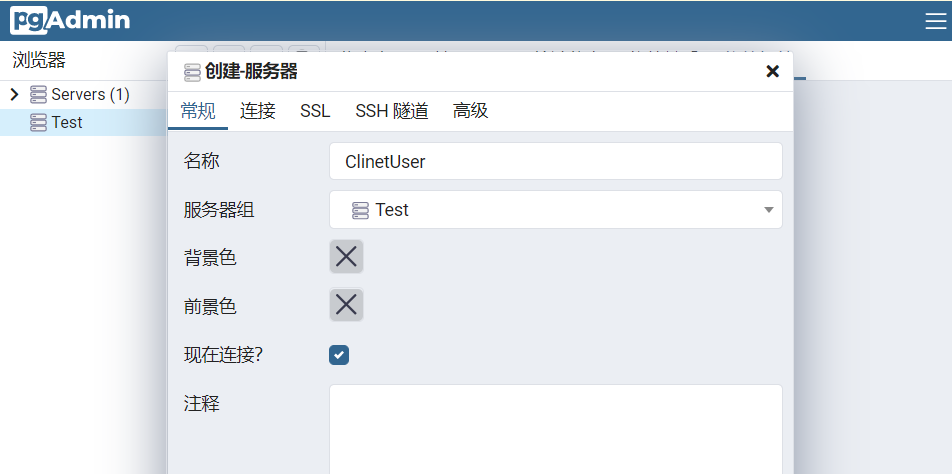 pgAdmin
浏览器
Servers (1)
Test
创建-服务器
常规 连接 SSL SSH 隧道 高级
名称 ClinetUser
服务器组 Test
背景色
前景色
现在连接?
注释